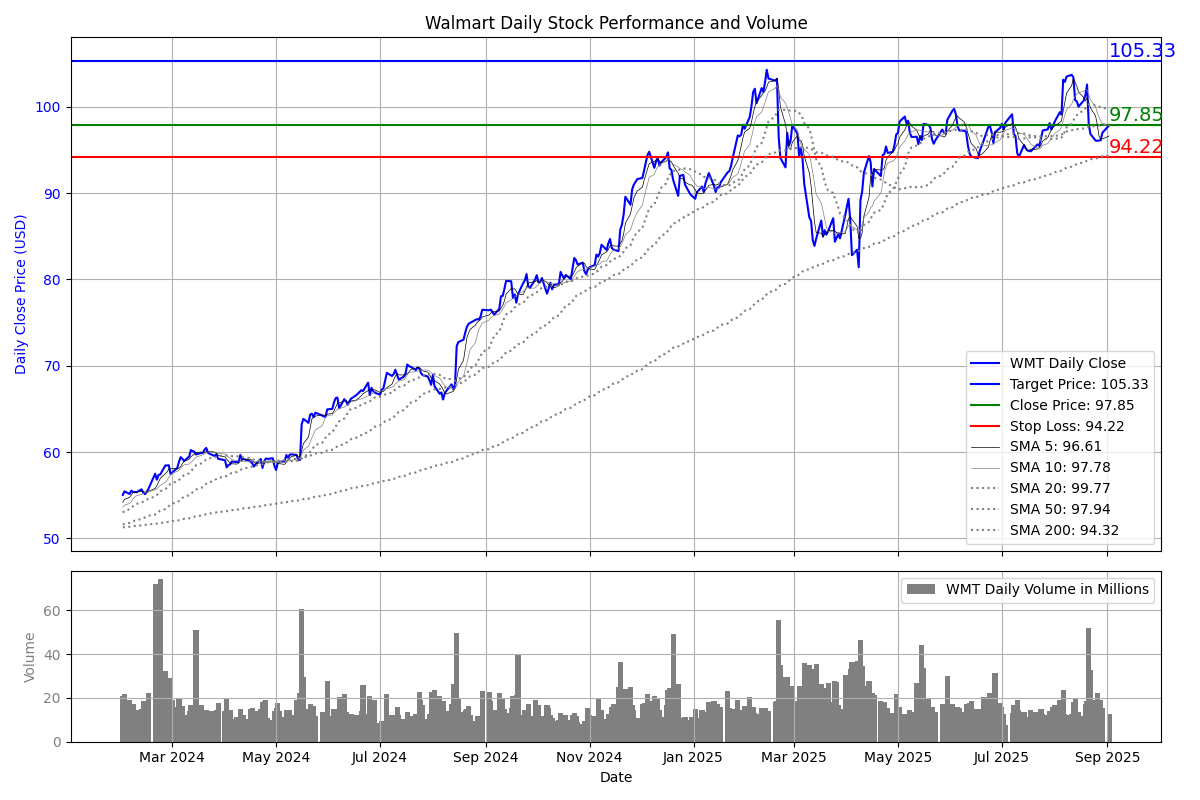 Walmart Daily Stock Performance and Volume
105.33
97.85
94.22
100
90
80
70
60
50
Daily Close Price (USD)
WMT Daily Close
Target Price: 105.33
Close Price: 97.85
Stop Loss: 94.22
SMA 5: 96.61
SMA 10: 97.78
SMA 20: 99.77
SMA 50: 97.94
SMA 200: 94.32
WMT Daily Volume in Millions
60
40
20
0
Volume
Mar 2024 May 2024 Jul 2024 Sep 2024 Nov 2024 Jan 2025 Mar 2025 May 2025 Jul 2025 Sep 2025
Date